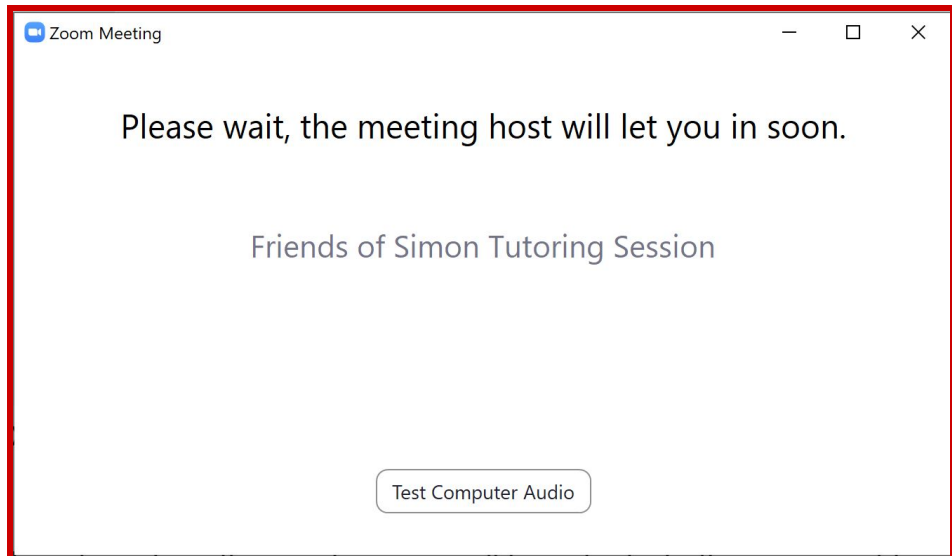 Zoom Meeting
Please wait, the meeting host will let you in soon.
Friends of Simon Tutoring Session
Test Computer Audio